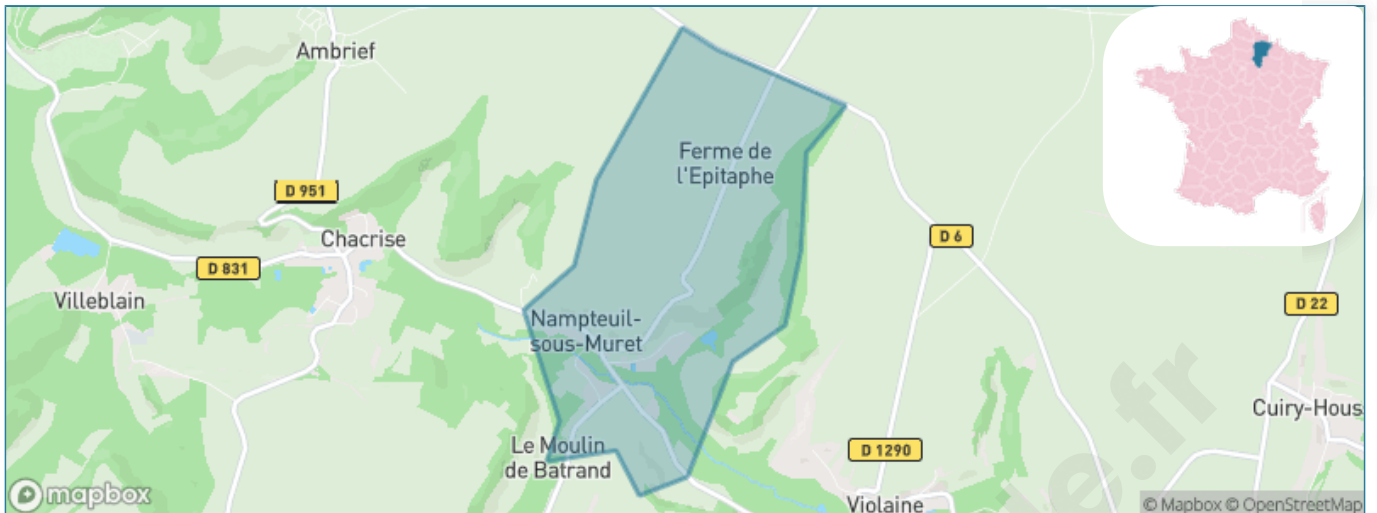 Ambrief
Ferme de
l'Epitaphe
D 951
Chacrise
D 6
D 831
Villeblain
D 22
Nampteuil-
sous-Muret
Cuiry-Hous
Le Moulin
de Batrand
D 1290
Violaine
mapbox
© Mapbox © OpenStreetMap